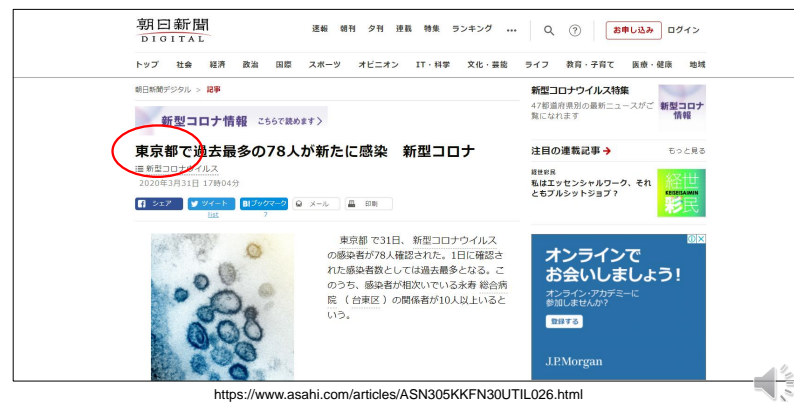 朝日新聞
DIGITAL
速報 朝刊 夕刊 連載 特集 ランキング •••
お申し込み ログイン
トップ 社会 経済 政治 国際 スポーツ オピニオン IT・科学 文化・芸能 ライフ 教育・子育て 医療・健康 地域
朝日新聞デジタル > 記事
新型コロナ情報 こちらで読めます>
東京都で過去最多の78人が新たに感染 新型コロナ
新型コロナウイルス
2020年3月31日 17時04分
シェア ツイート B!ブックマーク メール 印刷
list 7
東京都 で31日、 新型コロナウイルス
の感染者が78人確認された。1日に確認さ
れた感染者数としては過去最多となる。こ
のうち、感染者が相次いでいる永寿 総合病
院 ( 台東区 ) の関係者が10人以上いると
いう。
新型コロナウイルス特集
47都道府県別の最新ニュースがご
覧になれます
新型コロナ
情報
注目の連載記事 → もっと見る
経世彩民
私はエッセンシャルワーク、それ
ともブルシットジョブ？
経世
KEISEISAIMIN
彩民
オンラインで
お会いしましょう!
オンライン・アカデミーに
参加しませんか?
登録する
J.P.Morgan
https://www.asahi.com/articles/ASN305KKFN30UTIL026.html